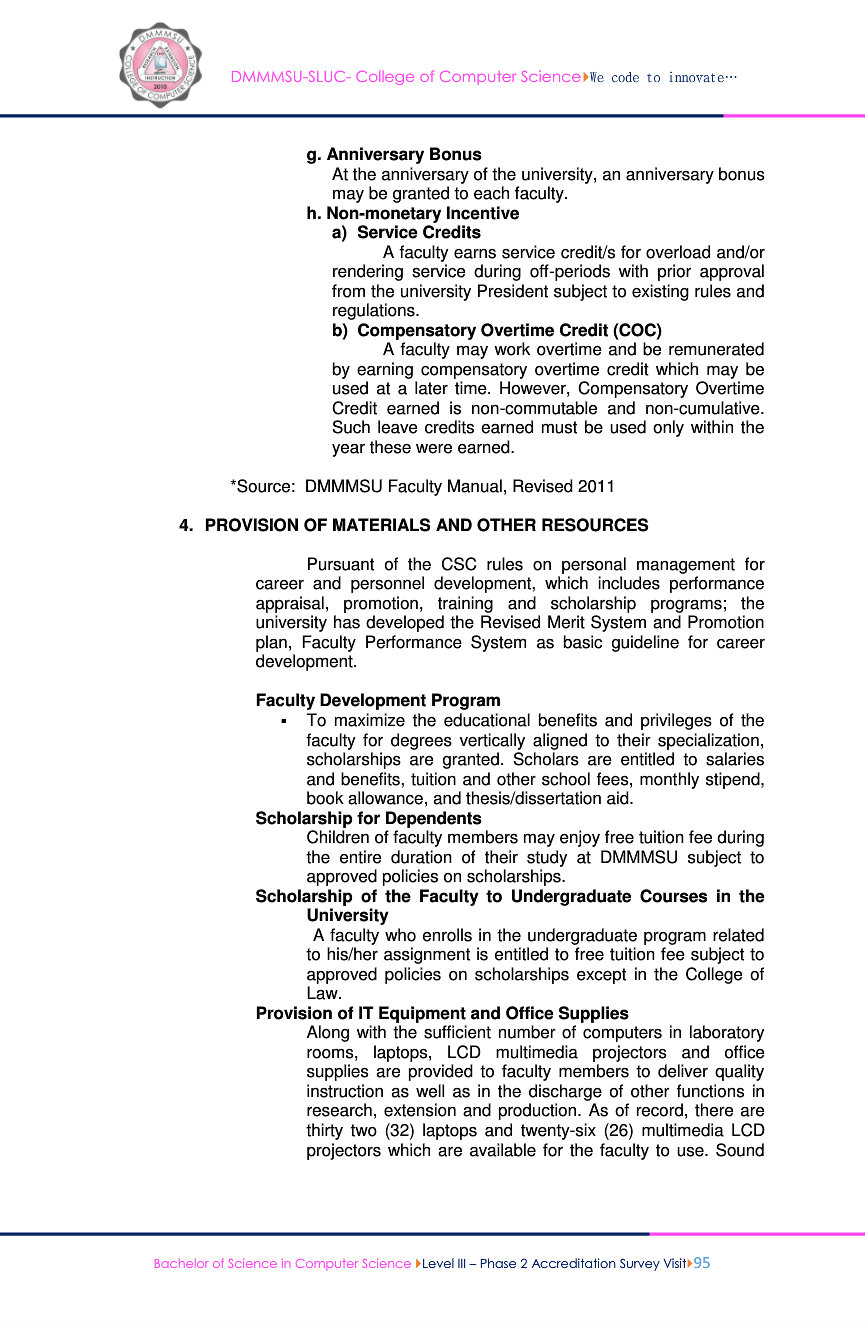 DMMMSU
COLLEGE OF COMPUTER SCIENCE
RESEARCH
EXTENSION
INSTRUCTION
2010
DMMMSU-SLUC- College of Computer Science We code to innovate…
g. Anniversary Bonus
At the anniversary of the university, an anniversary bonus
may be granted to each faculty.
h. Non-monetary Incentive
a) Service Credits
A faculty earns service credit/s for overload and/or
rendering service during off-periods with prior approval
from the university President subject to existing rules and
regulations.
b) Compensatory Overtime Credit (COC)
A faculty may work overtime and be remunerated
by earning compensatory overtime credit which may be
used at a later time. However, Compensatory Overtime
Credit earned is non-commutable and non-cumulative.
Such leave credits earned must be used only within the
year these were earned.
*Source: DMMMSU Faculty Manual, Revised 2011
4. PROVISION OF MATERIALS AND OTHER RESOURCES
Pursuant of the CSC rules on personal management for
career and personnel development, which includes performance
appraisal, promotion, training and scholarship programs; the
university has developed the Revised Merit System and Promotion
plan, Faculty Performance System as basic guideline for career
development.
Faculty Development Program
▪ To maximize the educational benefits and privileges of the
faculty for degrees vertically aligned to their specialization,
scholarships are granted. Scholars are entitled to salaries
and benefits, tuition and other school fees, monthly stipend,
book allowance, and thesis/dissertation aid.
Scholarship for Dependents
Children of faculty members may enjoy free tuition fee during
the entire duration of their study at DMMMSU subject to
approved policies on scholarships.
Scholarship of the Faculty to Undergraduate Courses in the
University
A faculty who enrolls in the undergraduate program related
to his/her assignment is entitled to free tuition fee subject to
approved policies on scholarships except in the College of
Law.
Provision of IT Equipment and Office Supplies
Along with the sufficient number of computers in laboratory
rooms, laptops, LCD multimedia projectors and office
supplies are provided to faculty members to deliver quality
instruction as well as in the discharge of other functions in
research, extension and production. As of record, there are
thirty two (32) laptops and twenty-six (26) multimedia LCD
projectors which are available for the faculty to use. Sound
Bachelor of Science in Computer Science Level III – Phase 2 Accreditation Survey Visit 95